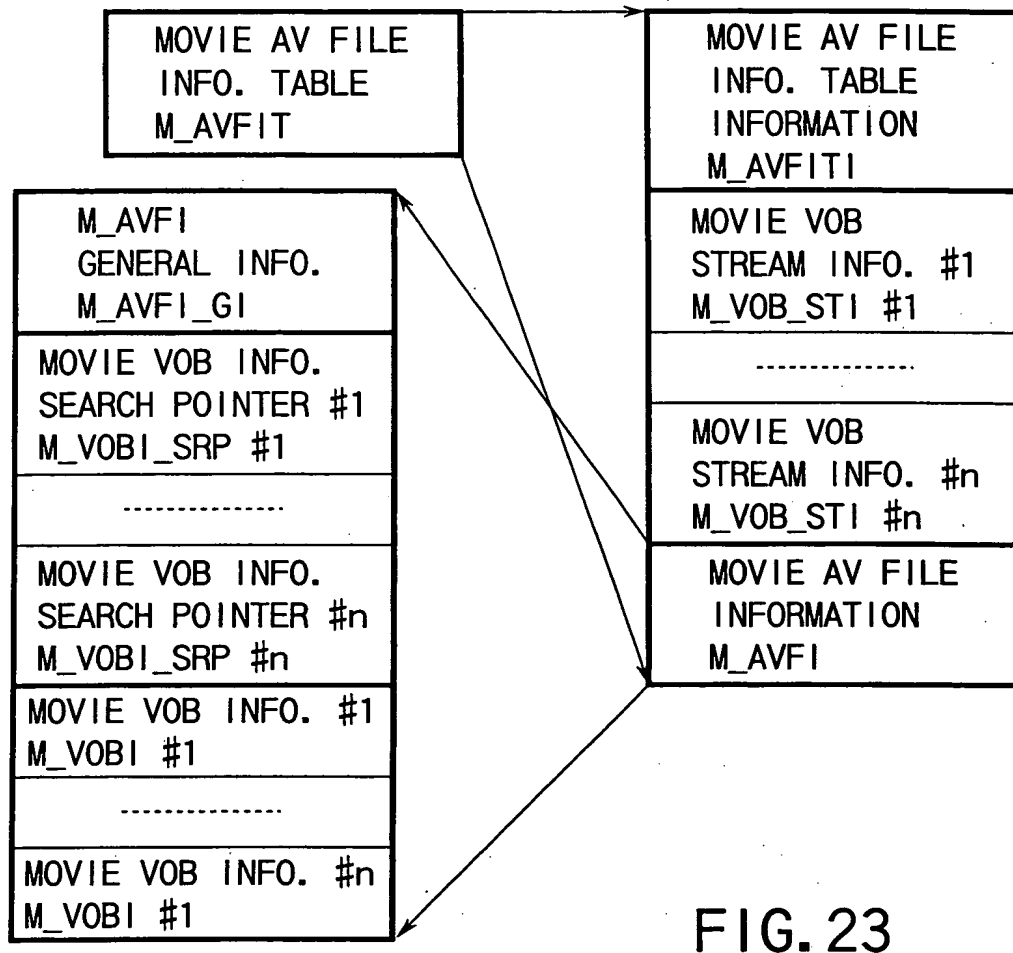 MOVIE AV FILE
INFO. TABLE
M_AVFIT
MOVIE AV FILE
INFO. TABLE
INFORMATION
M_AVFITI
MOVIE VOB
STREAM INFO. #1
M_VOB_STI #1
MOVIE VOB
STREAM INFO. #n
M_VOB_STI #n
MOVIE AV FILE
INFORMATION
M_AVFI
M_AVFI
GENERAL INFO.
M_AVFI_GI
MOVIE VOB INFO.
SEARCH POINTER #1
M_VOBI_SRP #1
MOVIE VOB INFO.
SEARCH POINTER #n
M_VOBI_SRP #n
MOVIE VOB INFO. #1
M_VOBI #1
MOVIE VOB INFO. #n
M_VOBI #1
FIG. 23